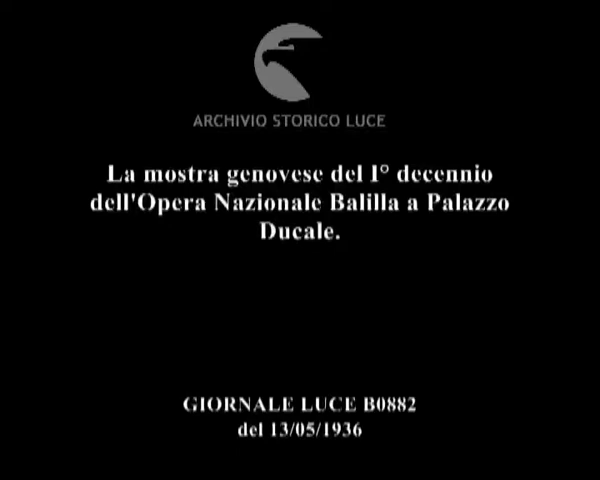 ARCHIVIO STORICO LUCE
La mostra genovese del I° decennio
dell'Opera Nazionale Balilla a Palazzo
Ducale.
GIORNALE LUCE B0882
del 13/05/1936